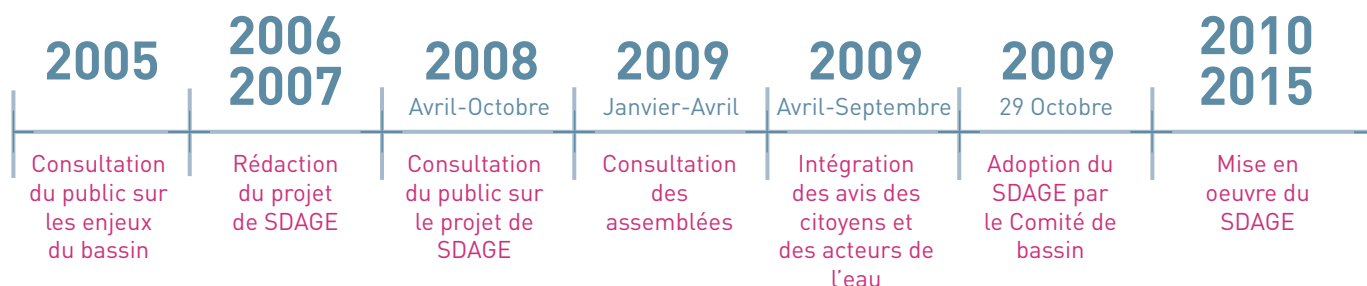 2005
Consultation
du public sur
les enjeux
du bassin
2006
2007
Rédaction
du projet
de SDAGE
2008
Avril-Octobre
Consultation
du public sur
le projet de
SDAGE
2009
Janvier-Avril
Consultation
des
assemblées
2009
Avril-Septembre
Intégration
des avis des
citoyens et
des acteurs de
l’eau
2009
29 Octobre
Adoption du
SDAGE par
le Comité de
bassin
2010
2015
Mise en
oeuvre du
SDAGE